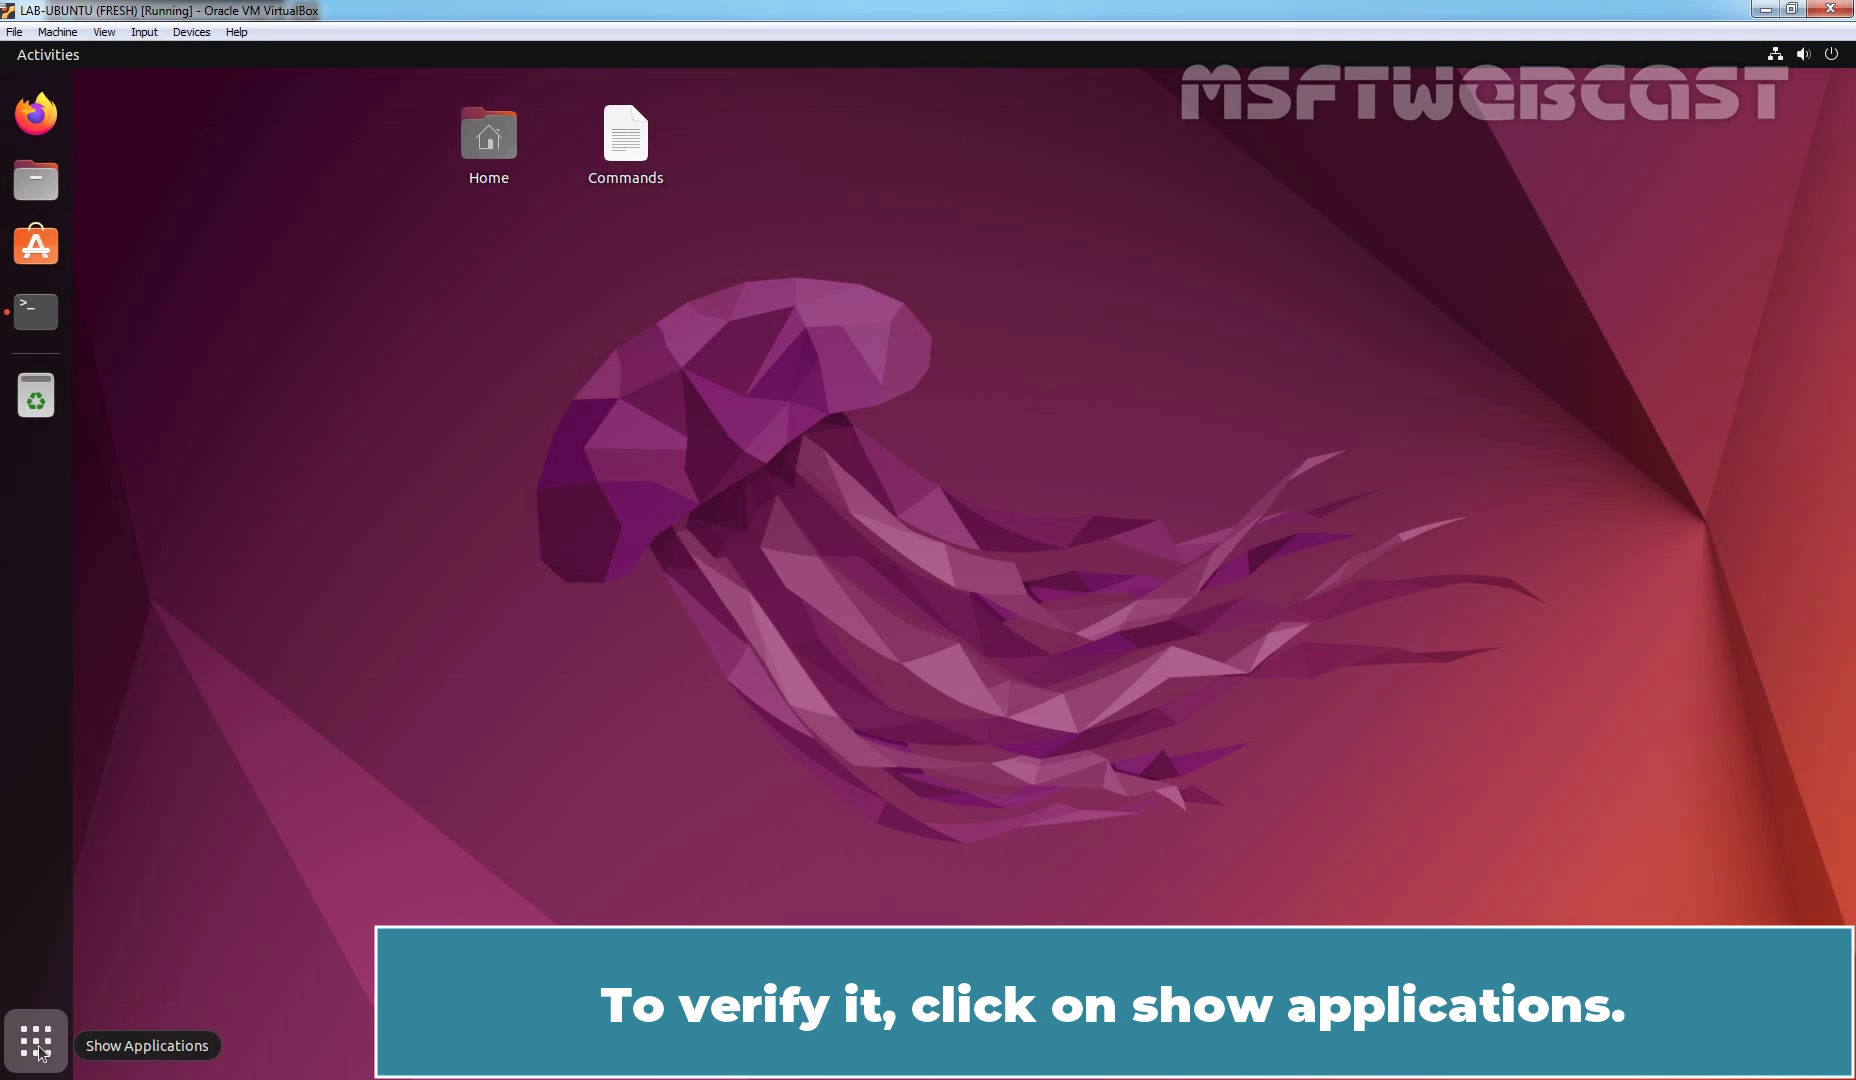 LAB-UBUNTU (FRESH) [Running] - Oracle VM VirtualBox
File Machine View Input Devices Help
Activities
MSFTWEBCAST
Home
Commands
To verify it, click on show applications.
Show Applications